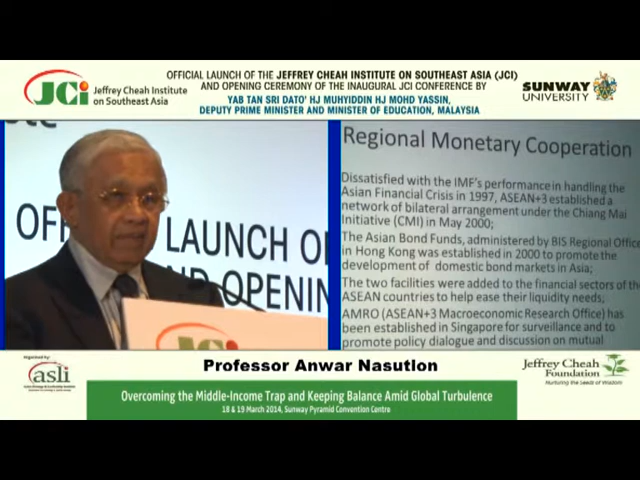 JCi
Jeffrey Cheah Institute
on Southeast Asia
OFFICIAL LAUNCH OF THE JEFFREY CHEAH INSTITUTE ON SOUTHEAST ASIA (JCI)
AND OPENING CEREMONY OF THE INAUGURAL JCI CONFERENCE BY
YAB TAN SRI DATO' HJ MUHYIDDIN HJ MOHD YASSIN,
DEPUTY PRIME MINISTER AND MINISTER OF EDUCATION, MALAYSIA
SUNWAY
UNIVERSITY
LAUNCH O
ND OPENIN
JCi
Regional Monetary Cooperation
Dissatisfied with the IMF's performance in handling the
Asian Financial Crisis in 1997, ASEAN+3 established a
network of bilateral arrangement under the Chiang Mai
Initiative (CMI) in May 2000;
The Asian Bond Funds, administered by BIS Regional Office
in Hong Kong was established in 2000 to promote the
development of domestic bond markets in Asia;
The two facilities were added to the financial sectors of the
ASEAN countries to help ease their liquidity needs;
AMRO (ASEAN+3 Macroeconomic Research Office) has
been established in Singapore for surveillance and to
promote policy dialogue and discussion on mutual
Professor Anwar Nasution
Organised by:
asli
Jeffrey Cheah
Foundation
Nurturing the Seeds of Wisdom
Overcoming the Middle-Income Trap and Keeping Balance Amid Global Turbulence
18 & 19 March 2014, Sunway Pyramid Convention Centre